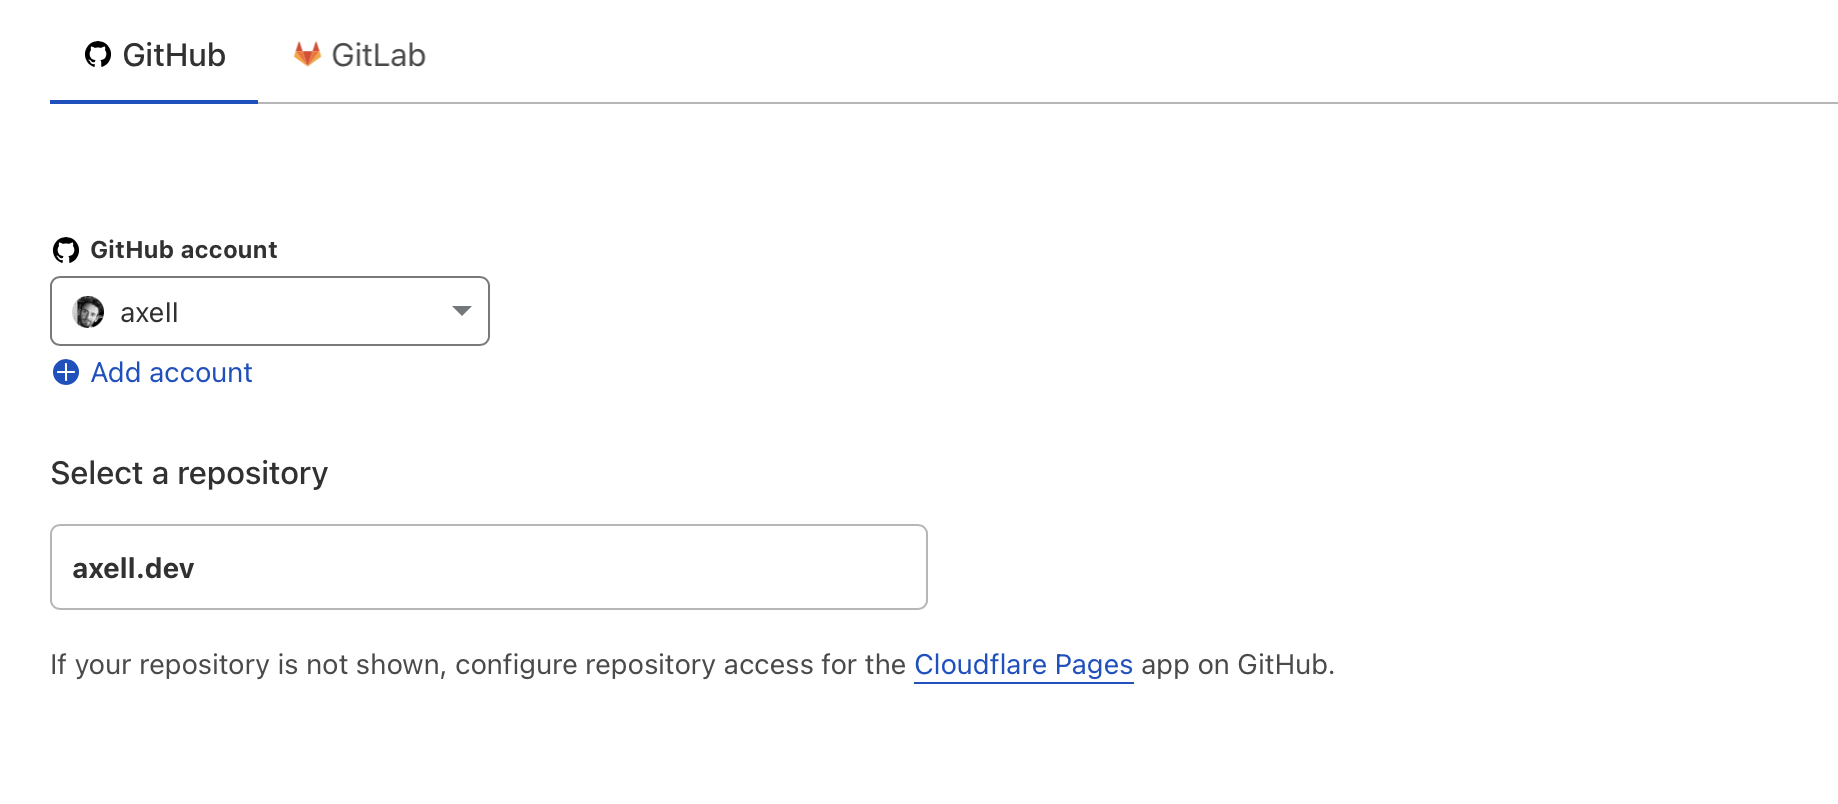 GitHub GitLab
GitHub account
axell
Add account
Select a repository
axell.dev
If your repository is not shown, configure repository access for the Cloudflare Pages app on GitHub.